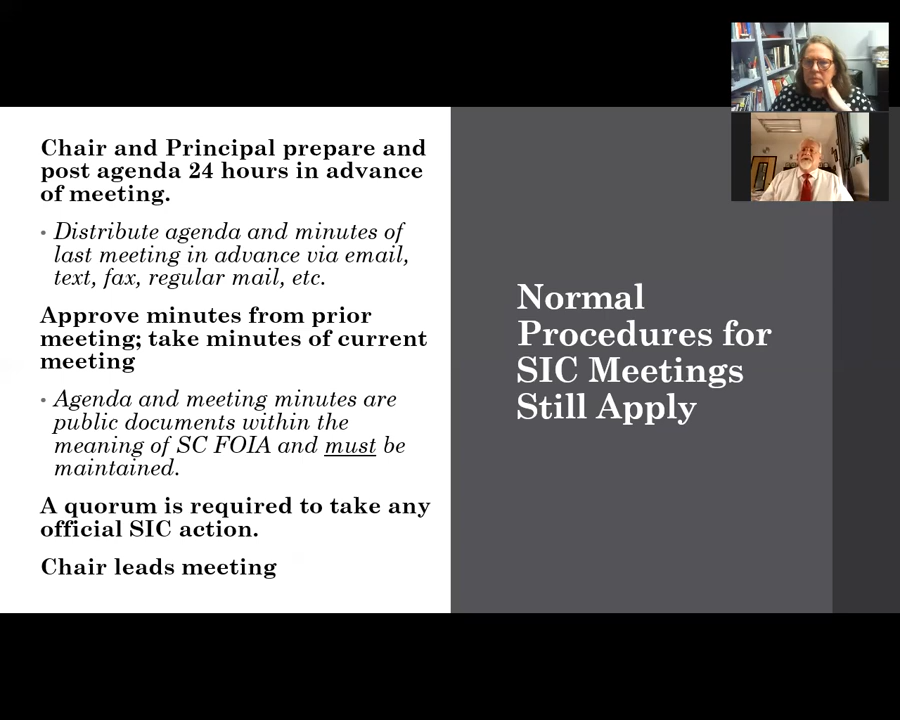 Chair and Principal prepare and
post agenda 24 hours in advance
of meeting.
• Distribute agenda and minutes of
last meeting in advance via email,
text, fax, regular mail, etc.
Approve minutes from prior
meeting; take minutes of current
meeting
• Agenda and meeting minutes are
public documents within the
meaning of SC FOIA and must be
maintained.
A quorum is required to take any
official SIC action.
Chair leads meeting
Normal
Procedures for
SIC Meetings
Still Apply